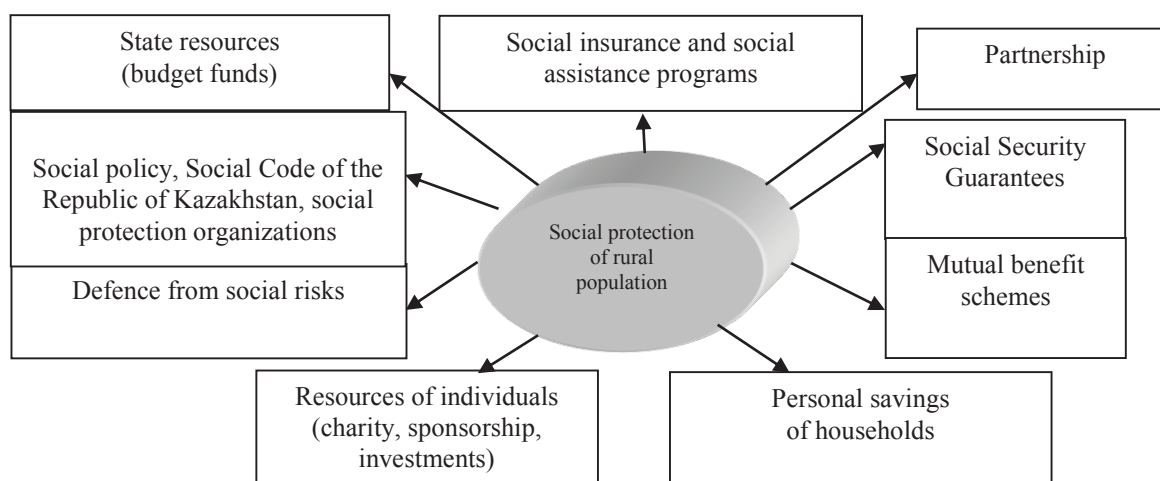 State resources
(budget funds)
Social insurance and social
assistance programs
Partnership
Social policy, Social Code of the
Republic of Kazakhstan, social
protection organizations
Social Security
Guarantees
Social protection
of rural
population
Defence from social risks
Mutual benefit
schemes
Resources of individuals
(charity, sponsorship,
investments)
Personal savings
of households